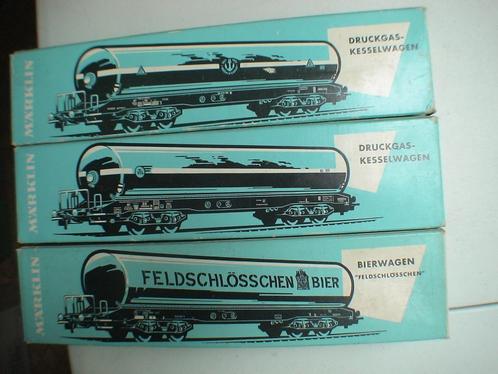 MÄRKLIN
DRUCKGAS-
KESSELWAGEN
MÄRKLIN
DRUCKGAS-
KESSELWAGEN
MÄRKLIN
FELDSCHLÖSSCHEN BIER
BIERWAGEN
"FELDSCHLÖSSCHEN"